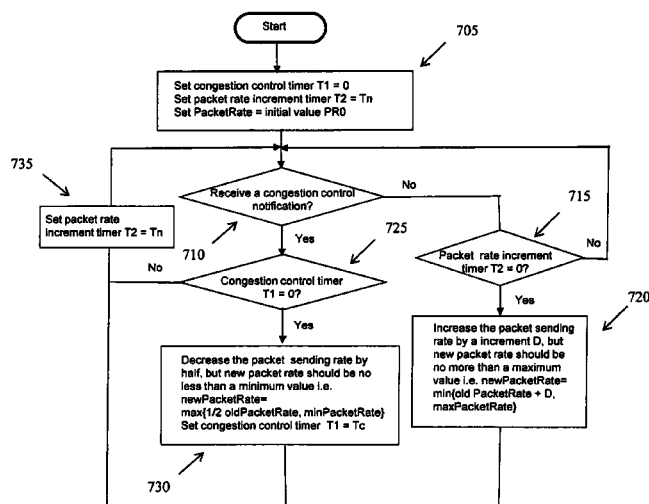 Start
705
Set congestion control timer T1 = 0
Set packet rate increment timer T2 = Tn
Set PacketRate = initial value PR0
735
Set packet rate
increment timer T2 = Tn
Receive a congestion control
notification?
No
715
710
Yes
725
Packet rate increment
timer T2 = 0?
No
No
Congestion control timer
T1 = 0?
Yes
Yes
720
Decrease the packet sending rate by
half, but new packet rate should be no
less than a minimum value i.e.
newPacketRate=
max{1/2 oldPacketRate, minPacketRate}
Set congestion control timer T1 = Tc
Increase the packet sending
rate by a increment D, but
new packet rate should be
no more than a maximum
value i.e. newPacketRate=
min{old PacketRate + D,
maxPacketRate}
730